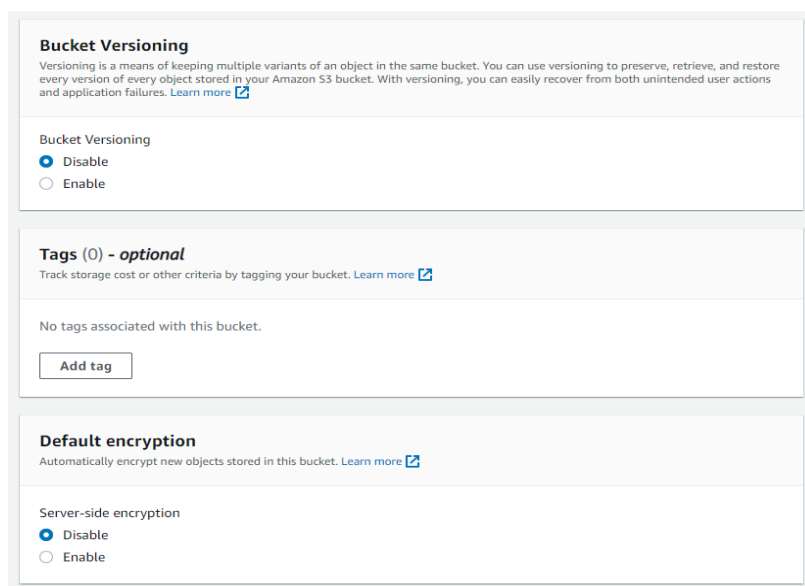 Bucket Versioning
Versioning is a means of keeping multiple variants of an object in the same bucket. You can use versioning to preserve, retrieve, and restore
every version of every object stored in your Amazon S3 bucket. With versioning, you can easily recover from both unintended user actions
and application failures. Learn more
Bucket Versioning
Disable
Enable
Tags (0) - optional
Track storage cost or other criteria by tagging your bucket. Learn more
No tags associated with this bucket.
Add tag
Default encryption
Automatically encrypt new objects stored in this bucket. Learn more
Server-side encryption
Disable
Enable